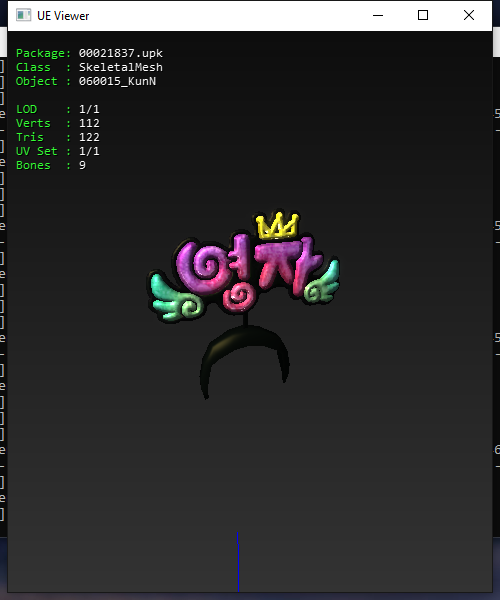 UE Viewer
Package: 00021837.upk
Class : SkeletalMesh
Object : 060015_KunN
LOD : 1/1
Verts : 112
Tris : 122
UV Set : 1/1
Bones : 9
영자